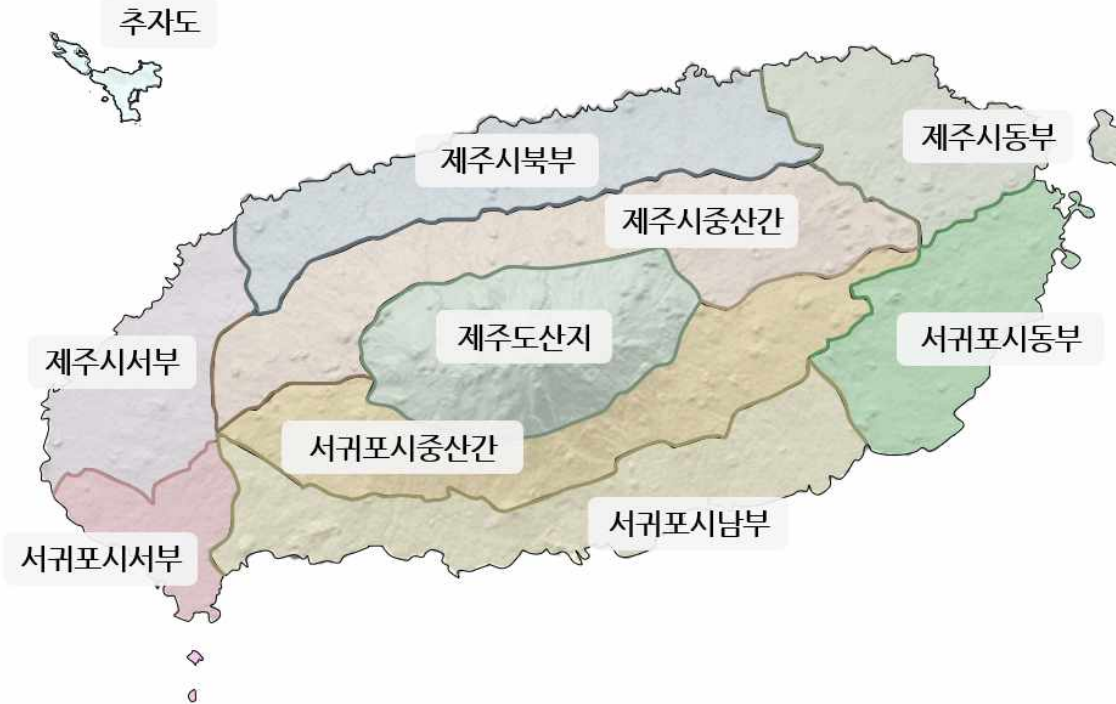 추자도
제주시북부
제주시동부
제주시중산간
제주도산지
서귀포시동부
제주시서부
서귀포시중산간
서귀포시남부
서귀포시서부